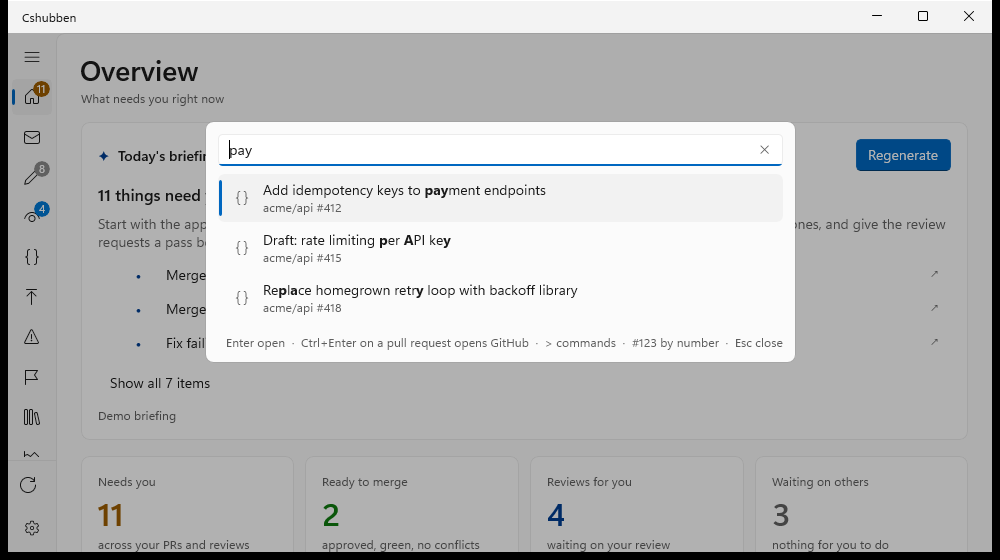 Cshubben
Overview
11
What needs you right now
8
4
Today's briefin
Regenerate
11 things need
Start with the app
ones, and give the review
requests a pass be
Merge
Merge
Fix fail
Show all 7 items
Demo briefing
pay
Add idempotency keys to payment endpoints
acme/api #412
Draft: rate limiting per API key
acme/api #415
Replace homegrown retry loop with backoff library
acme/api #418
Enter open · Ctrl+Enter on a pull request opens GitHub · > commands · #123 by number · Esc close
Needs you
11
across your PRs and reviews
Ready to merge
2
approved, green, no conflicts
Reviews for you
4
waiting on your review
Waiting on others
3
nothing for you to do